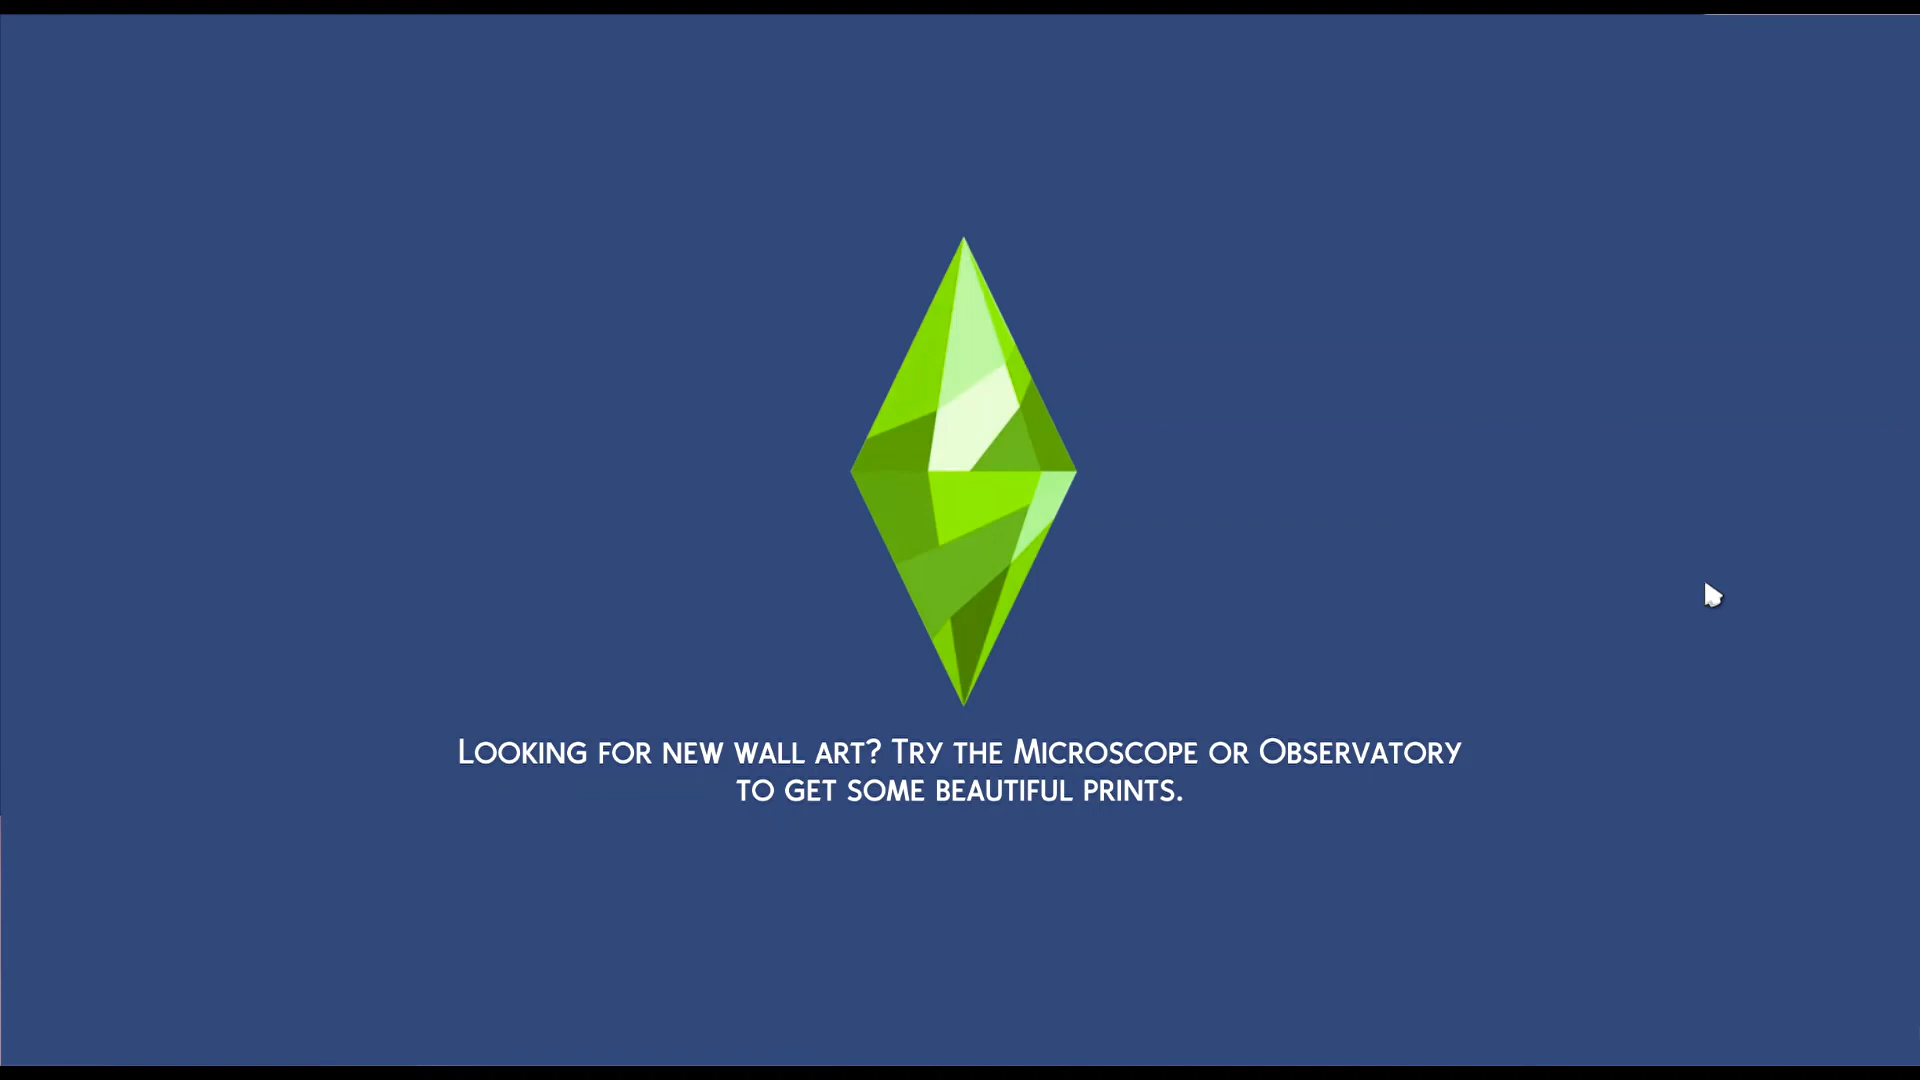 Looking for new wall art? Try the Microscope or Observatory
to get some beautiful prints.